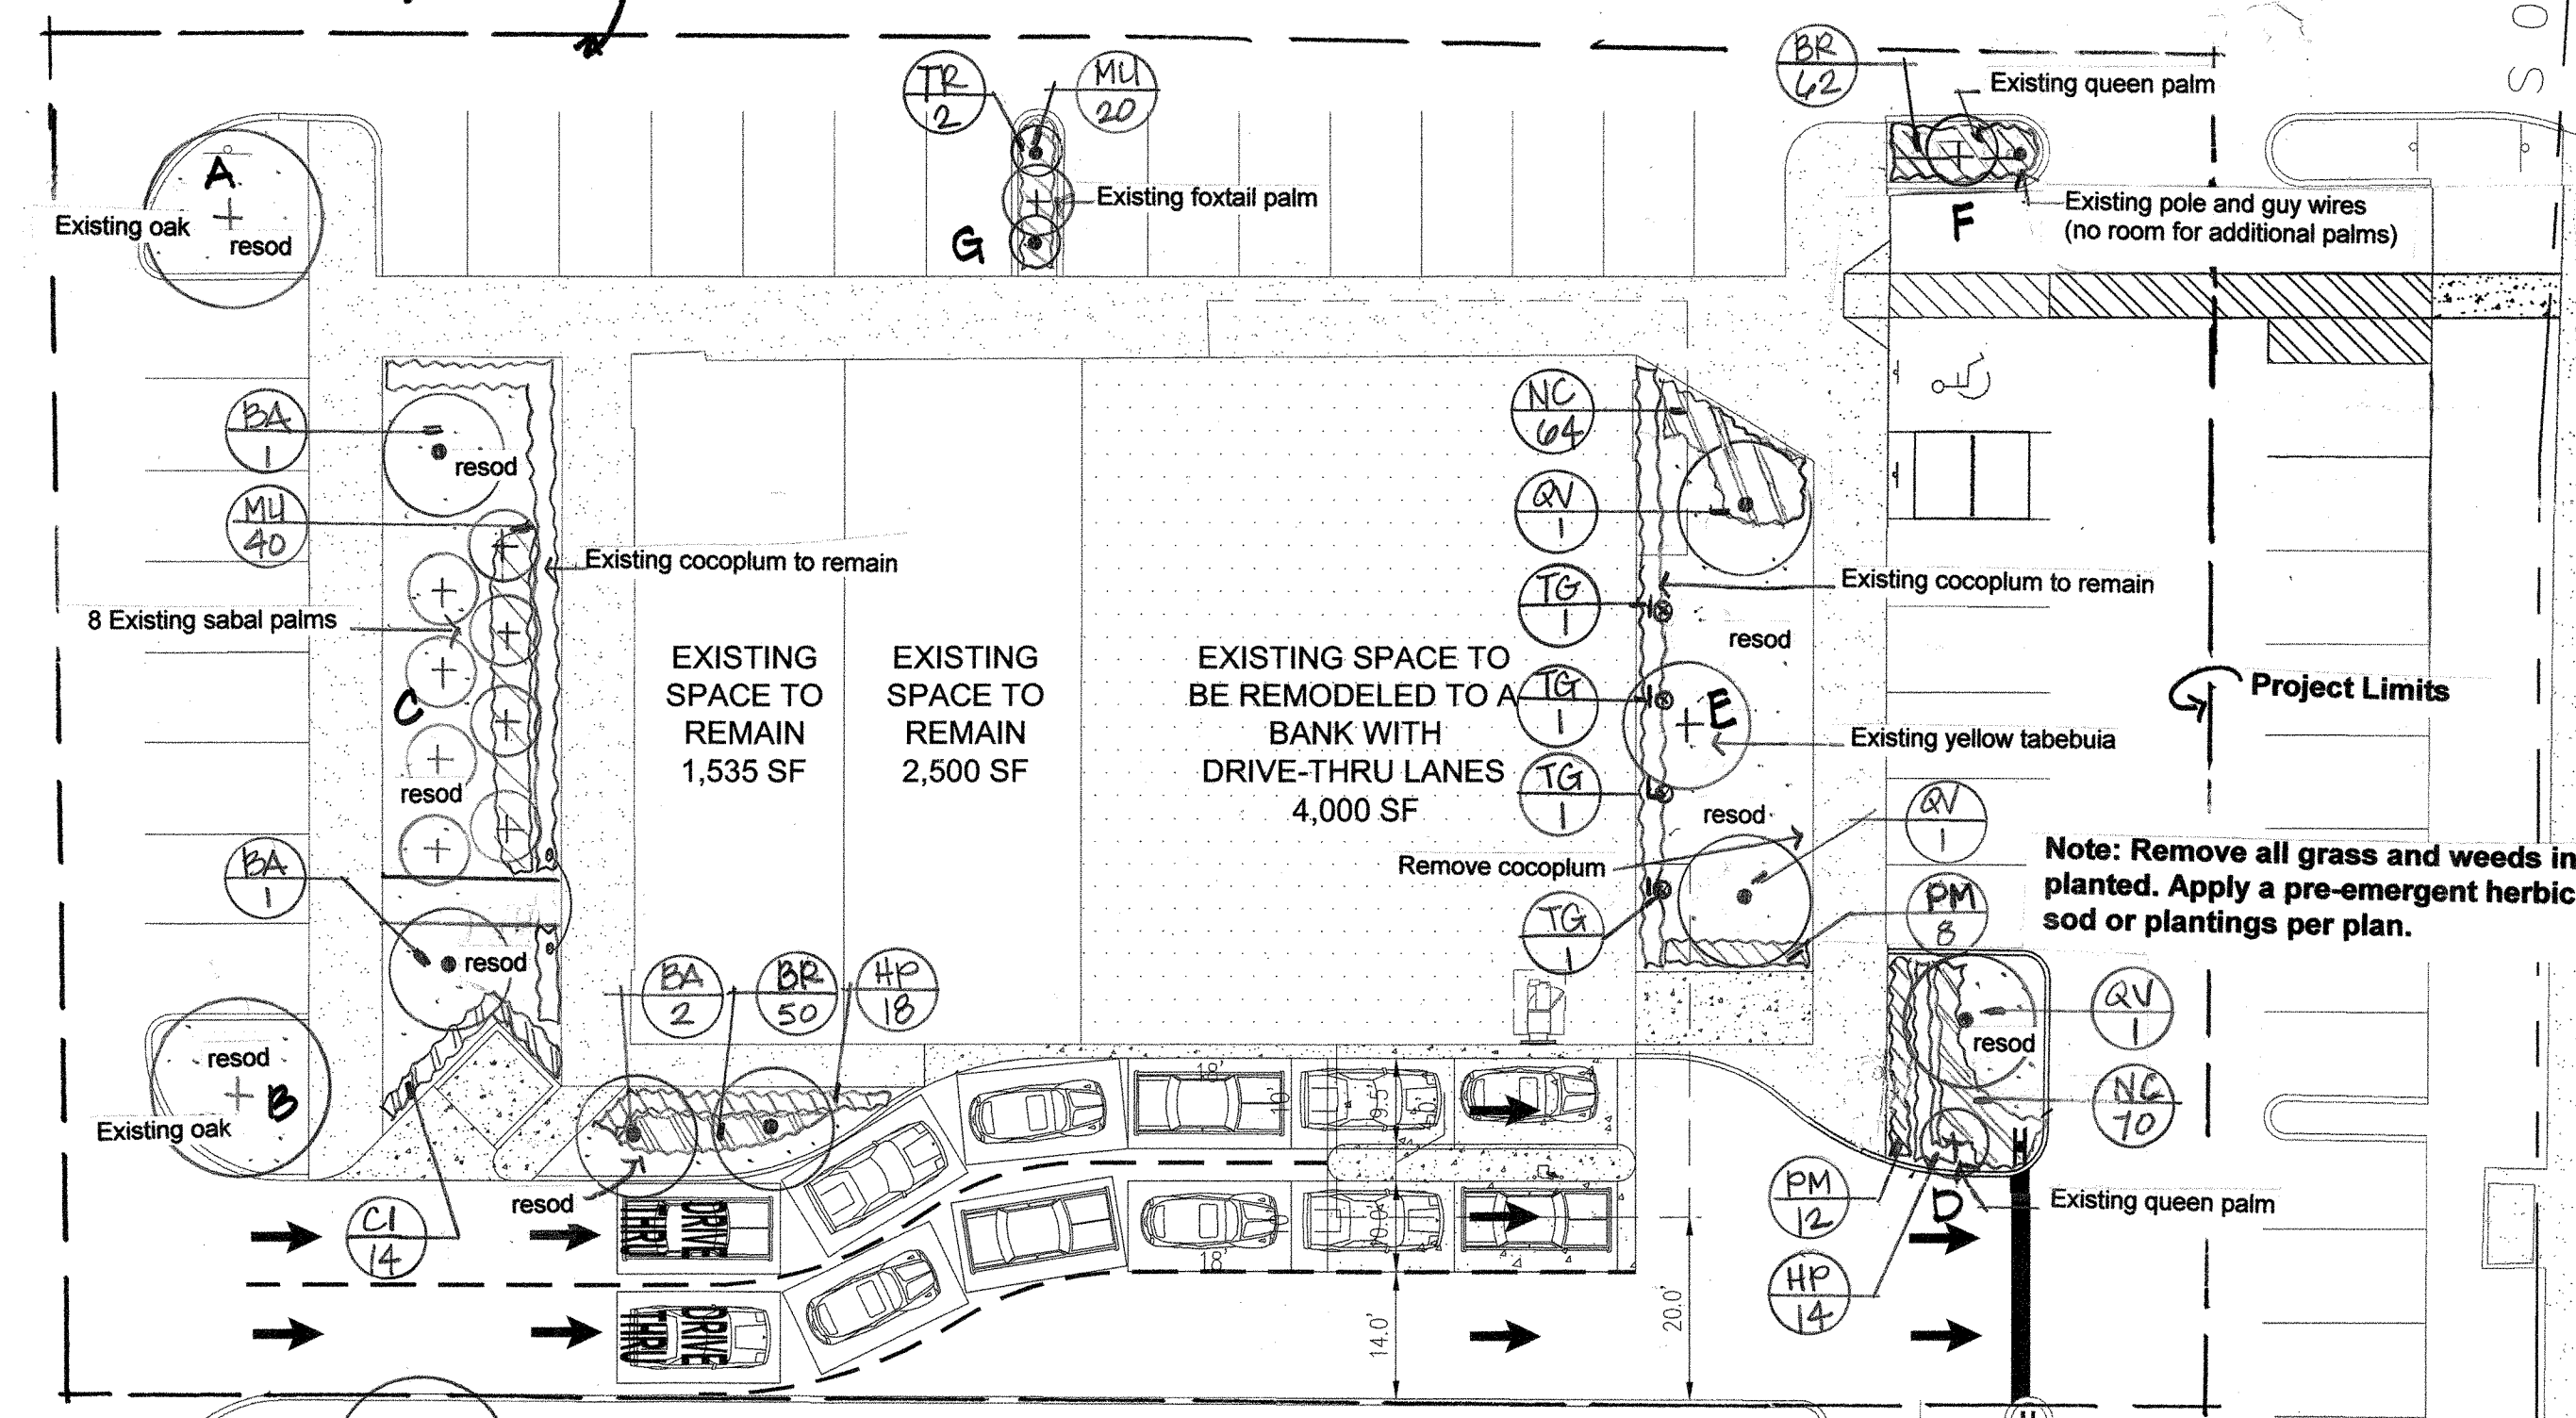 S O
TR
2
MU
20
BR
62
Existing queen palm
A
Existing oak
resod
Existing foxtail palm
G
F
Existing pole and guy wires
(no room for additional palms)
BA
1
resod
MU
40
Existing cocoplum to remain
8 Existing sabal palms
C
resod
BA
1
resod
resod
B
Existing oak
CI
14
EXISTING
SPACE TO
REMAIN
1,535 SF
EXISTING
SPACE TO
REMAIN
2,500 SF
EXISTING SPACE TO
BE REMODELED TO A
BANK WITH
DRIVE-THRU LANES
4,000 SF
NC
64
QV
1
TG
1
TG
1
TG
1
TG
1
Existing cocoplum to remain
resod
E
Existing yellow tabebuia
resod
Remove cocoplum
QV
1
PM
8
Project Limits
Note: Remove all grass and weeds in
planted. Apply a pre-emergent herbic
sod or plantings per plan.
BA
2
BR
50
HP
18
resod
QV
1
resod
NC
70
PM
12
HP
14
D
Existing queen palm
DRIVE
THRU
DRIVE
THRU
18'
10'
9.5'
18'
10.0'
14.0'
20.0'
H